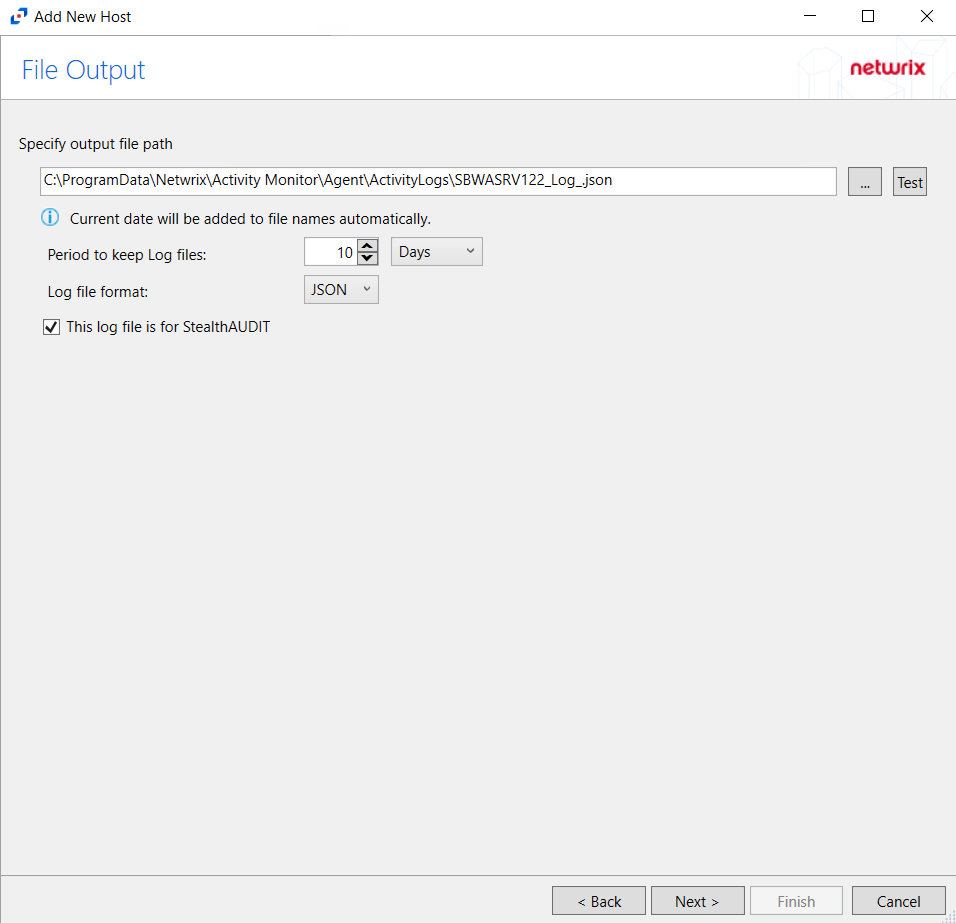 Add New Host
File Output
netwrix
Specify output file path
C:\ProgramData\Netwrix\Activity Monitor\Agent\ActivityLogs\SBWASRV122_Log_.json
...
Test
Current date will be added to file names automatically.
Period to keep Log files:
10
Days
Log file format:
JSON
This log file is for StealthAUDIT
< Back
Next >
Finish
Cancel